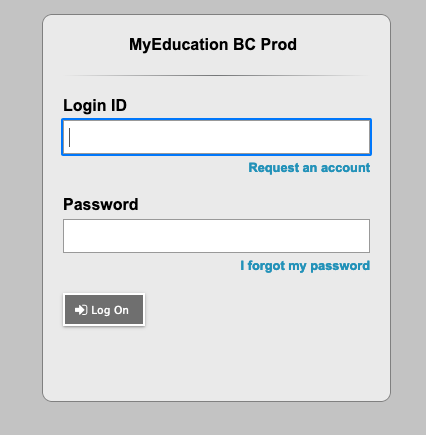 MyEducation BC Prod
Login ID
Request an account
Password
I forgot my password
Log On